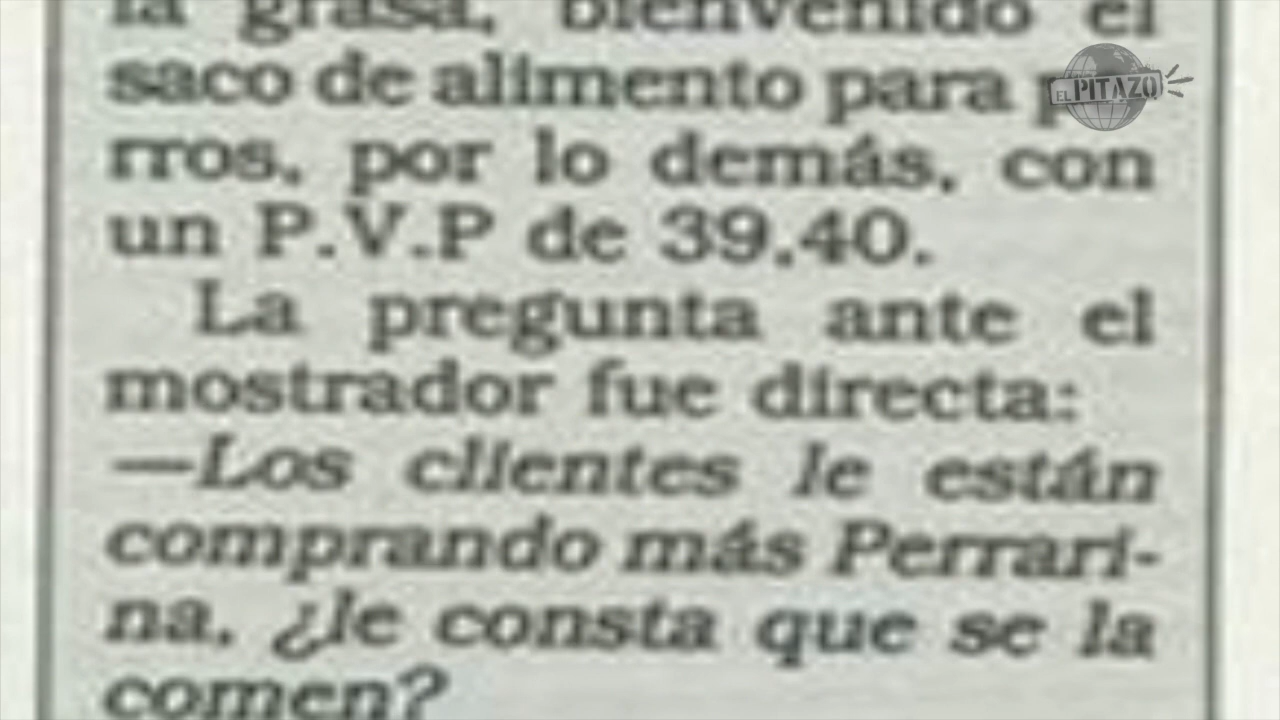 la grasa, bienvenido el
saco de alimento para
rros, por lo demás, con
un P.V.P de 39.40.
La pregunta ante el
mostrador fue directa:
—Los clientes le están
comprando más Perrari-
na, ¿le consta que se la
comen?
EL PITAZO